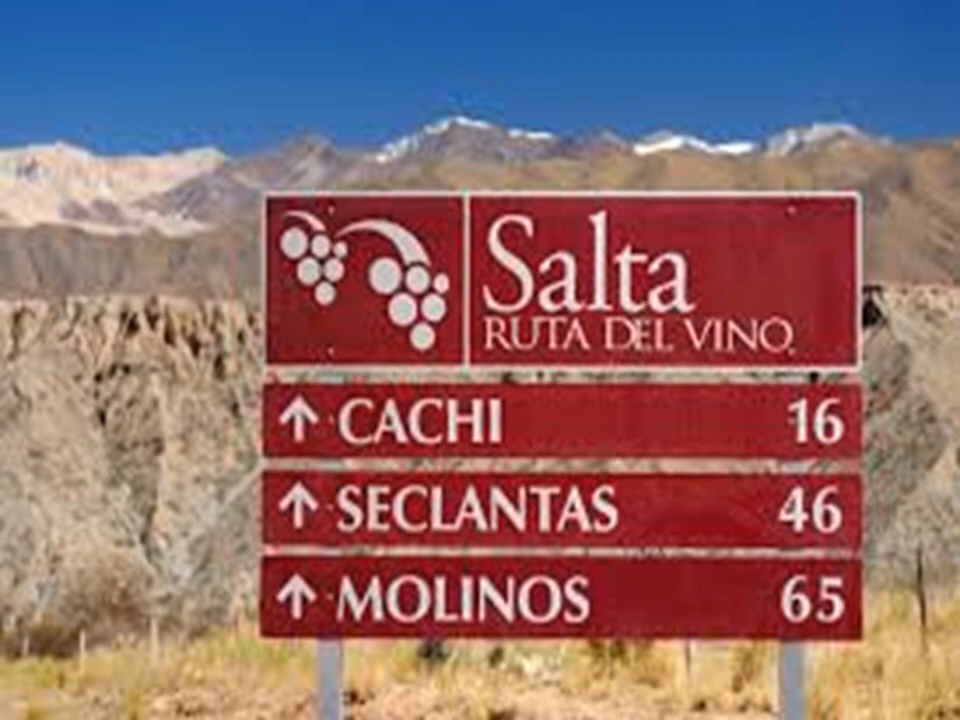 Salta
RUTA DEL VINO
↑ CACHI 16
↑ SECLANTAS 46
↑ MOLINOS 65